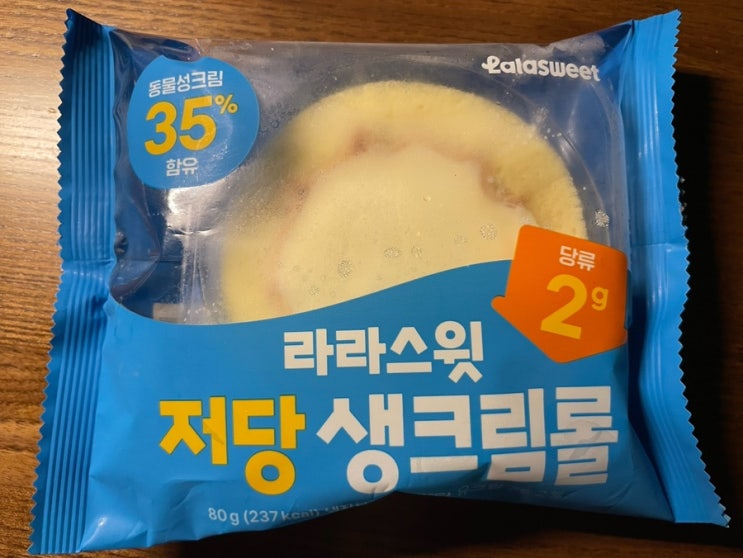 lalasweet
동물성크림
35%
함유
당류
2g
라라스윗
저당 생크림롤
80g (237 kcal)